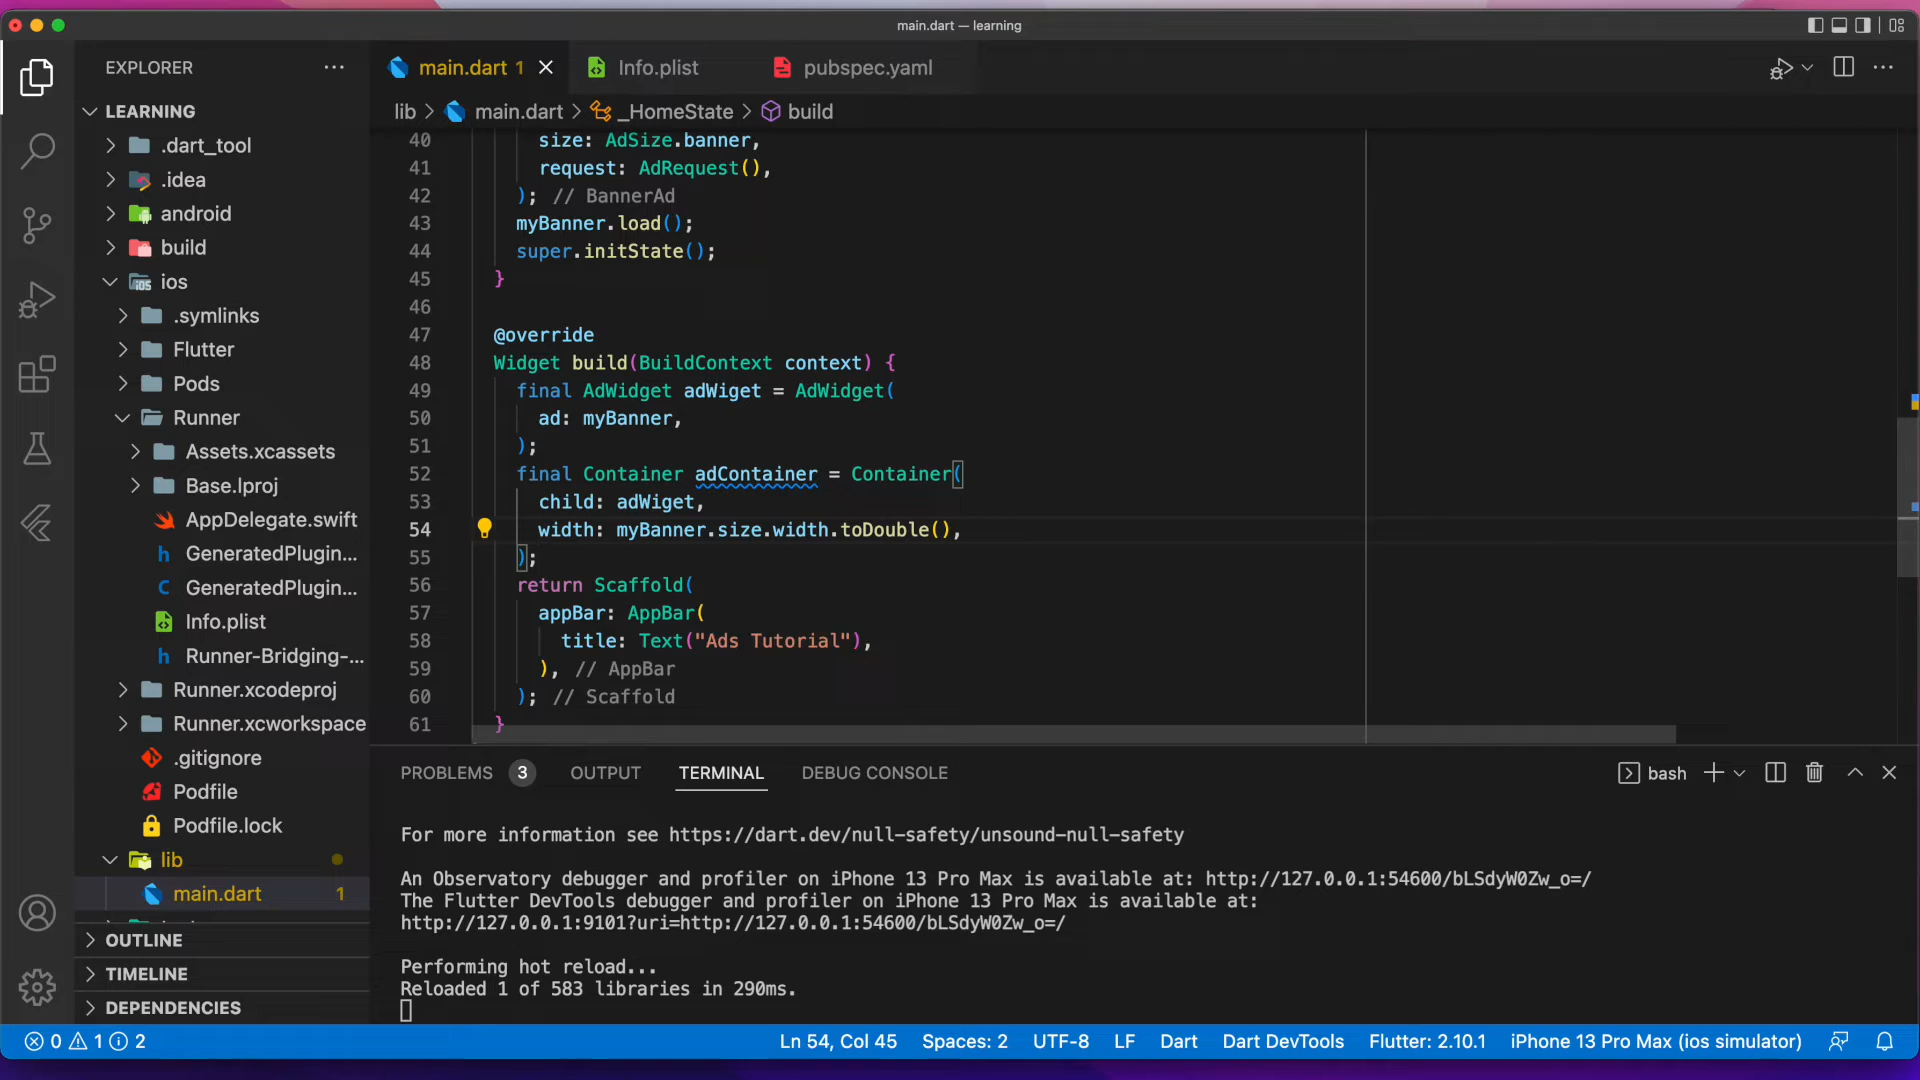 main.dart — learning
EXPLORER
LEARNING
.dart_tool
.idea
android
build
ios
.symlinks
Flutter
Pods
Runner
Assets.xcassets
Base.lproj
AppDelegate.swift
h GeneratedPlugin...
C GeneratedPlugin...
Info.plist
h Runner-Bridging-...
Runner.xcodeproj
Runner.xcworkspace
.gitignore
Podfile
Podfile.lock
lib
main.dart 1
OUTLINE
TIMELINE
DEPENDENCIES
main.dart 1 Info.plist pubspec.yaml
lib > main.dart > _HomeState > build
40 size: AdSize.banner,
41 request: AdRequest(),
42 ); // BannerAd
43 myBanner.load();
44 super.initState();
45 }
46
47 @override
48 Widget build(BuildContext context) {
49 final AdWidget adWiget = AdWidget(
50 ad: myBanner,
51 );
52 final Container adContainer = Container(
53 child: adWiget,
54 width: myBanner.size.width.toDouble(),
55 );
56 return Scaffold(
57 appBar: AppBar(
58 title: Text("Ads Tutorial"),
59 ), // AppBar
60 ); // Scaffold
61 }
PROBLEMS 3 OUTPUT TERMINAL DEBUG CONSOLE bash
For more information see https://dart.dev/null-safety/unsound-null-safety
An Observatory debugger and profiler on iPhone 13 Pro Max is available at: http://127.0.0.1:54600/bLSdyW0Zw_o=/
The Flutter DevTools debugger and profiler on iPhone 13 Pro Max is available at:
http://127.0.0.1:9101?uri=http://127.0.0.1:54600/bLSdyW0Zw_o=/
Performing hot reload...
Reloaded 1 of 583 libraries in 290ms.
0 1 2 Ln 54, Col 45 Spaces: 2 UTF-8 LF Dart Dart DevTools Flutter: 2.10.1 iPhone 13 Pro Max (ios simulator)